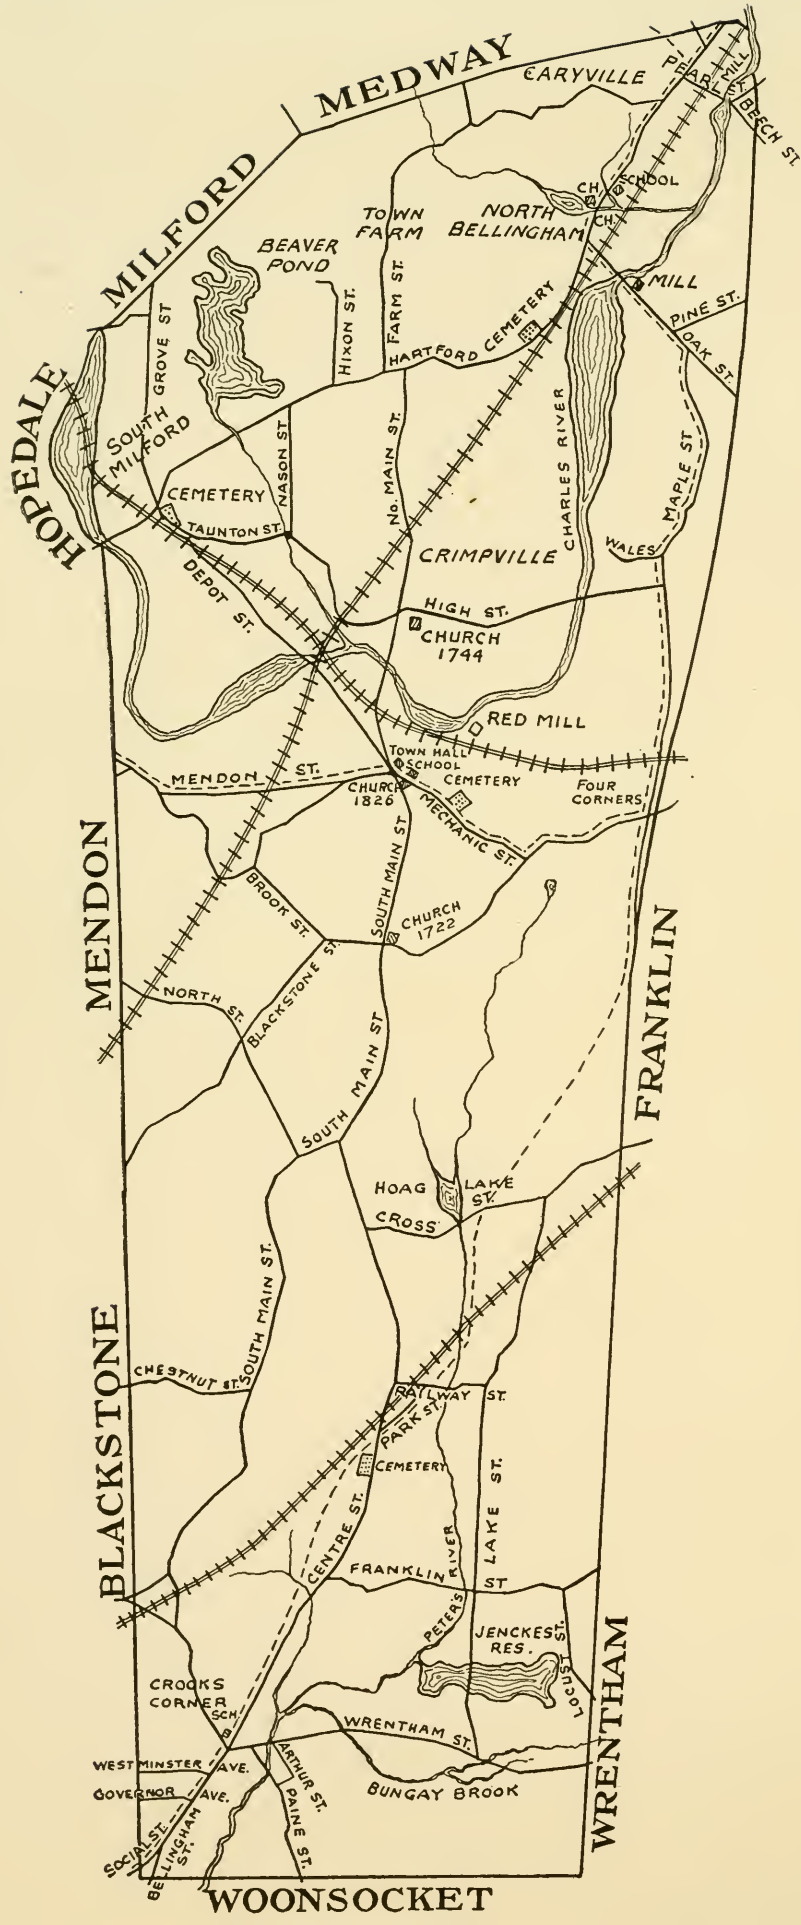 MEDWAY
CARYVILLE
PEARL ST.
MILL
BEECH ST.
MILFORD
CH.
SCHOOL
TOWN
FARM
NORTH
BELLINGHAM
CH.
BEAVER
POND
MILL
PINE ST.
OAK ST.
GROVE ST
HIXON ST.
FARM ST.
HARTFORD
CEMETERY
HOPEDALE
SOUTH
MILFORD
CHARLES RIVER
MAPLE ST
NASON ST.
No. MAIN ST.
CEMETERY
TAUNTON ST.
WALES
CRIMPVILLE
DEPOT ST.
HIGH ST.
CHURCH
1744
RED MILL
TOWN HALL
SCHOOL
MENDON ST.
CEMETERY
CHURCH
1826
FOUR
CORNERS
MECHANIC ST.
MENDON
SOUTH MAIN ST
BROOK ST.
CHURCH
1722
FRANKLIN
BLACKSTONE ST.
NORTH ST.
SOUTH MAIN ST
HOAG LAKE
ST.
CROSS
SOUTH MAIN ST.
BLACKSTONE
CHESTNUT ST.
RAILWAY ST.
PARK ST.
CEMETERY
CENTRE ST.
LAKE ST.
FRANKLIN ST
PETER'S RIVER
JENCKES
RES.
LOCUST ST.
WRENTHAM
CROOKS
CORNER
SCH.
WRENTHAM ST.
WESTMINSTER AVE.
ARTHUR ST.
GOVERNOR AVE.
PAINE ST.
BUNGAY BROOK
SOCIAL ST.
BELLINGHAM
ST.
WOONSOCKET